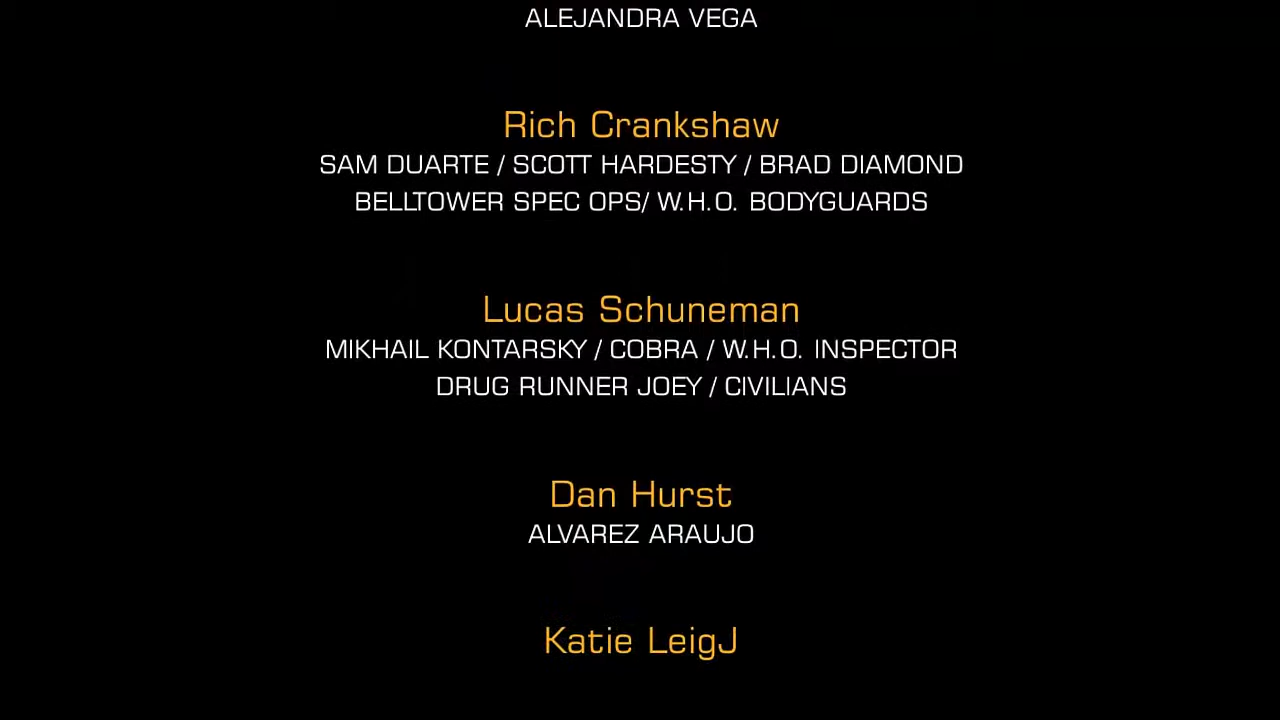 ALEJANDRA VEGA
Rich Crankshaw
SAM DUARTE / SCOTT HARDESTY / BRAD DIAMOND
BELLTOWER SPEC OPS/ W.H.O. BODYGUARDS
Lucas Schuneman
MIKHAIL KONTARSKY / COBRA / W.H.O. INSPECTOR
DRUG RUNNER JOEY / CIVILIANS
Dan Hurst
ALVAREZ ARAUJO
Katie LeigJ